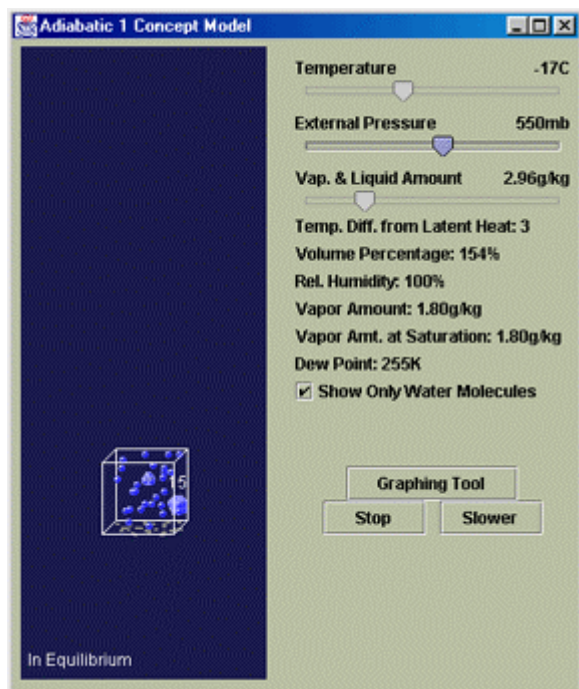 Adiabatic 1 Concept Model
Temperature -17C
External Pressure 550mb
Vap. & Liquid Amount 2.96g/kg
Temp. Diff. from Latent Heat: 3
Volume Percentage: 154%
Rel. Humidity: 100%
Vapor Amount: 1.80g/kg
Vapor Amt. at Saturation: 1.80g/kg
Dew Point: 255K
Show Only Water Molecules
15
Graphing Tool
Stop Slower
In Equilibrium